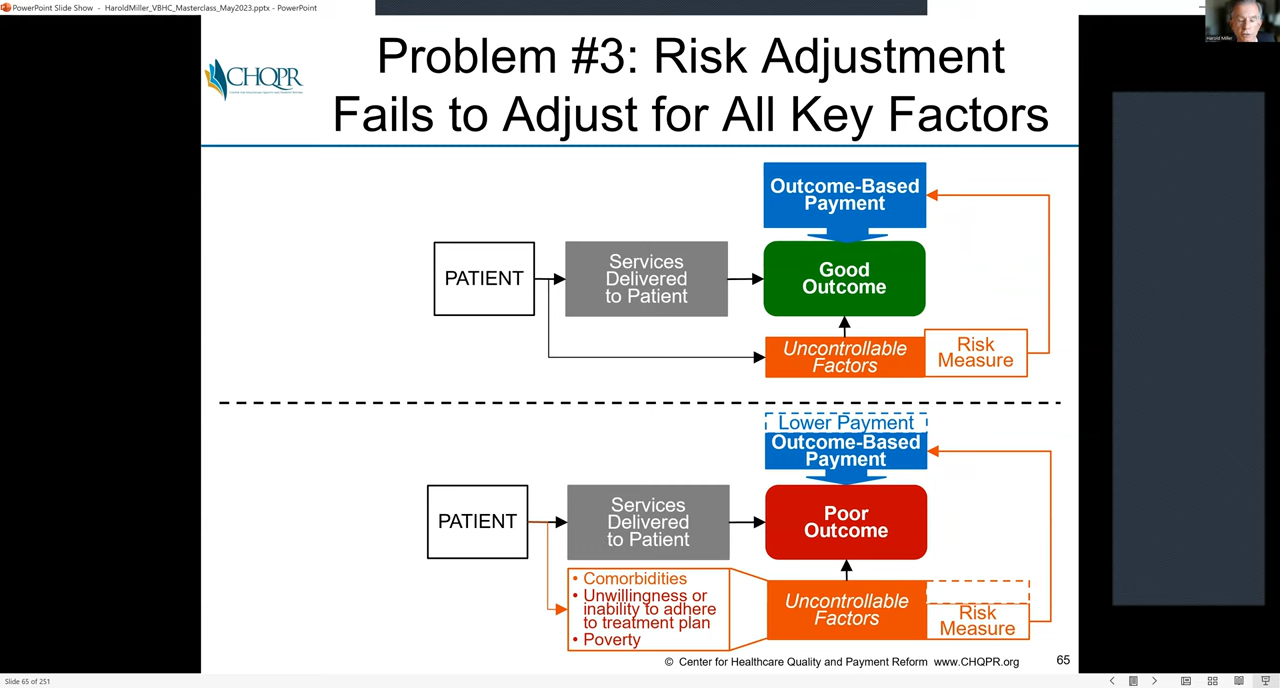 PowerPoint Slide Show - HaroldMiller_VBHC_Masterclass_May2023.pptx - PowerPoint
Harold Miller
CHQPR
Problem #3: Risk Adjustment
Fails to Adjust for All Key Factors
Outcome-Based
Payment
PATIENT
Services
Delivered
to Patient
Good
Outcome
Uncontrollable
Factors
Risk
Measure
Lower Payment
Outcome-Based
Payment
PATIENT
Services
Delivered
to Patient
Poor
Outcome
• Comorbidities
• Unwillingness or
inability to adhere
to treatment plan
• Poverty
Uncontrollable
Factors
Risk
Measure
© Center for Healthcare Quality and Payment Reform www.CHQPR.org
65
Slide 65 of 251